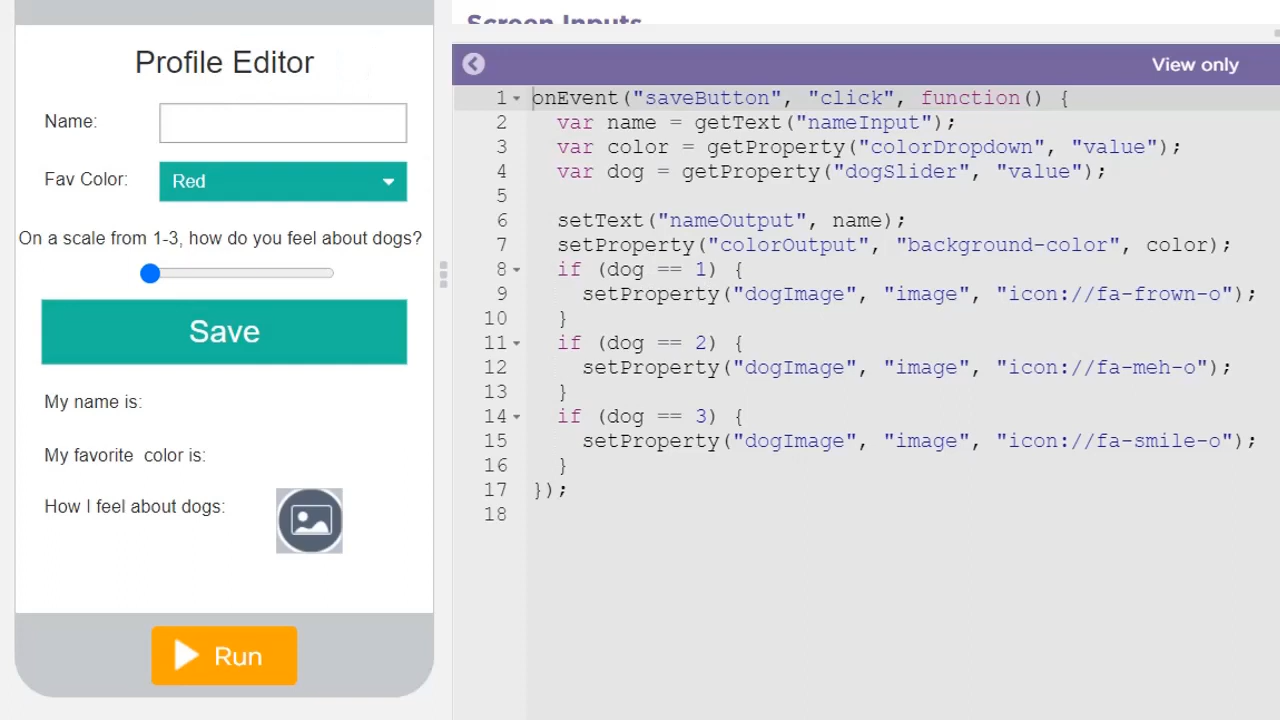 Screen Inputs
Profile Editor
Name:
Fav Color:
Red
On a scale from 1-3, how do you feel about dogs?
Save
My name is:
My favorite  color is:
How I feel about dogs:
Run
View only
1 onEvent("saveButton", "click", function() {
2   var name = getText("nameInput");
3   var color = getProperty("colorDropdown", "value");
4   var dog = getProperty("dogSlider", "value");
5
6   setText("nameOutput", name);
7   setProperty("colorOutput", "background-color", color);
8   if (dog == 1) {
9     setProperty("dogImage", "image", "icon://fa-frown-o");
10   }
11   if (dog == 2) {
12     setProperty("dogImage", "image", "icon://fa-meh-o");
13   }
14   if (dog == 3) {
15     setProperty("dogImage", "image", "icon://fa-smile-o");
16   }
17 });
18